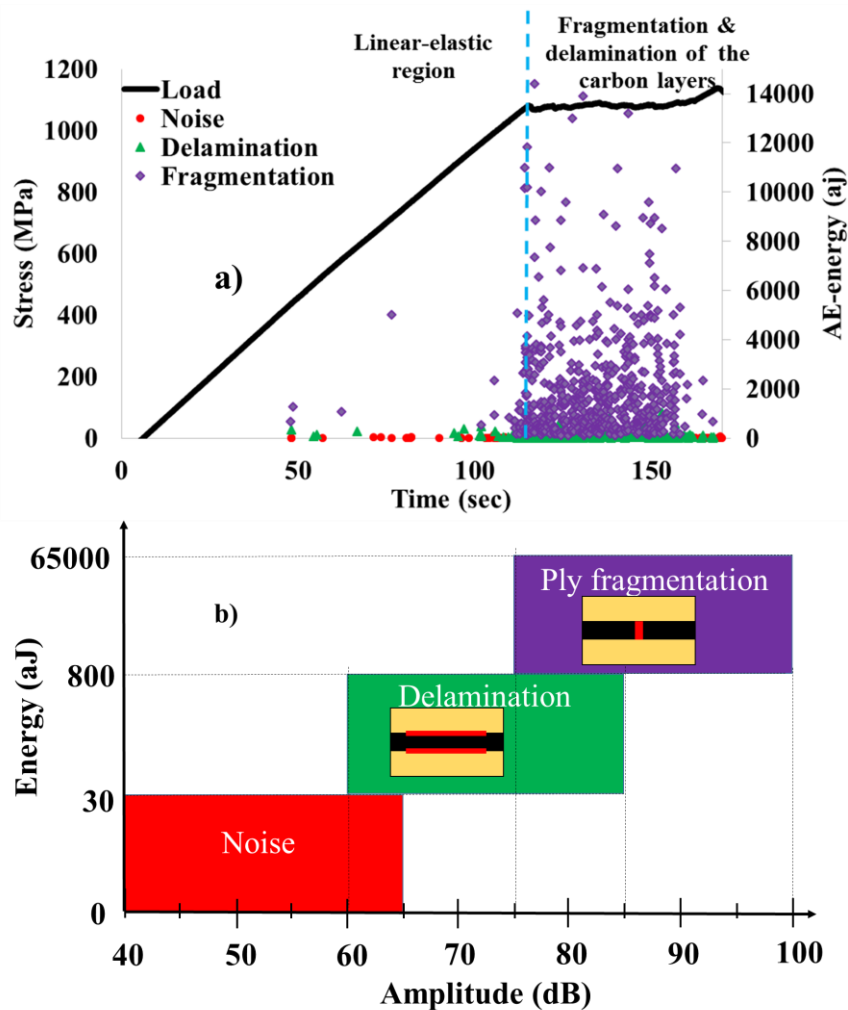 Linear-elastic
region
Fragmentation &
delamination of the
carbon layers
Load
Noise
Delamination
Fragmentation
a)
Stress (MPa)
1200
1000
800
600
400
200
0
0
50
100
150
Time (sec)
14000
12000
10000
8000
6000
4000
2000
0
AE-energy (aj)
b)
Energy (aJ)
65000
800
30
0
Ply fragmentation
Delamination
Noise
40
50
60
70
80
90
100
Amplitude (dB)